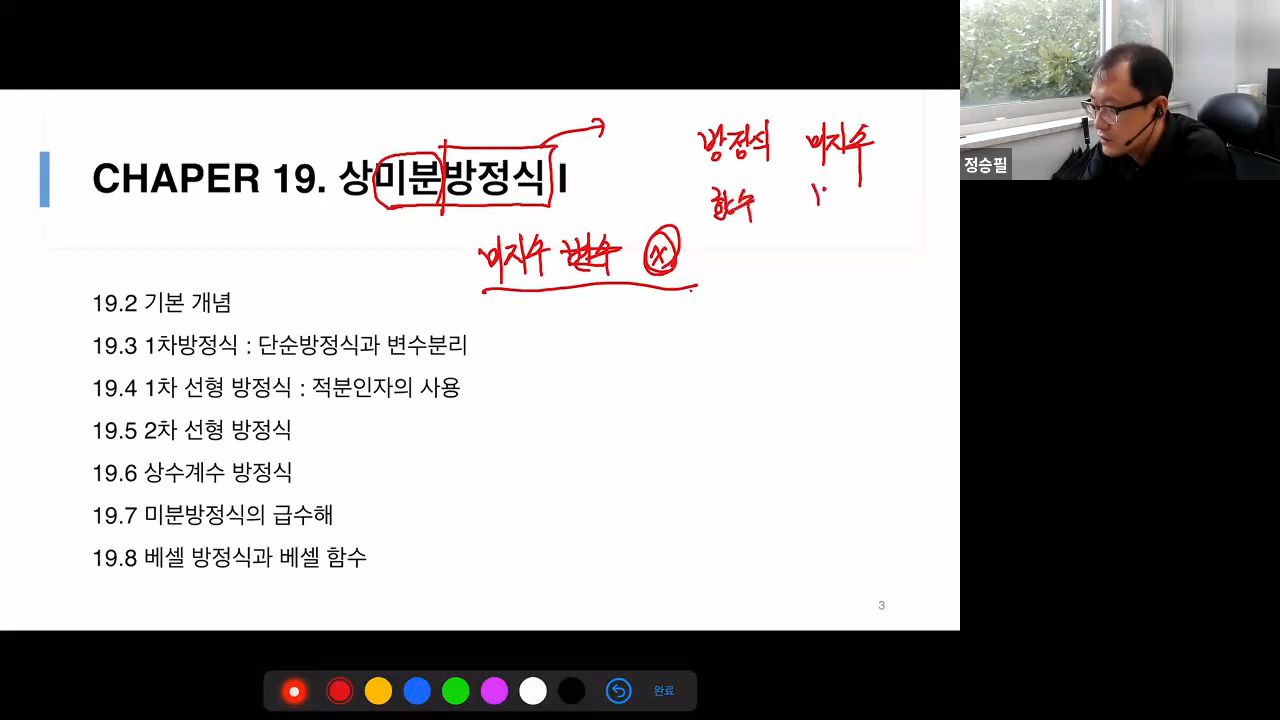 CHAPER 19. 상미분방정식 I
방정식 미지수
함수
미지수 변수 x
19.2 기본 개념
19.3 1차방정식 : 단순방정식과 변수분리
19.4 1차 선형 방정식 : 적분인자의 사용
19.5 2차 선형 방정식
19.6 상수계수 방정식
19.7 미분방정식의 급수해
19.8 베셀 방정식과 베셀 함수
3
정승필
완료